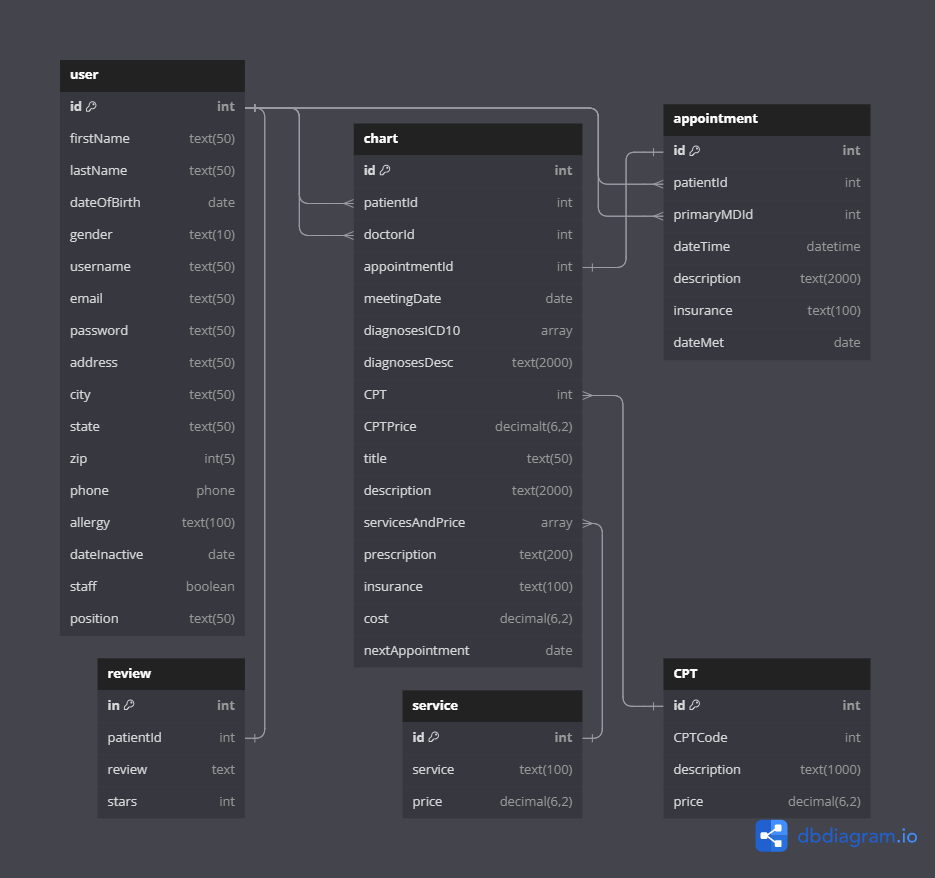 user
id int
firstName text(50)
lastName text(50)
dateOfBirth date
gender text(10)
username text(50)
email text(50)
password text(50)
address text(50)
city text(50)
state text(50)
zip int(5)
phone phone
allergy text(100)
dateInactive date
staff boolean
position text(50)
chart
id int
patientId int
doctorId int
appointmentId int
meetingDate date
diagnosesICD10 array
diagnosesDesc text(2000)
CPT int
CPTPrice decimalt(6,2)
title text(50)
description text(2000)
servicesAndPrice array
prescription text(200)
insurance text(100)
cost decimal(6,2)
nextAppointment date
appointment
id int
patientId int
primaryMDId int
dateTime datetime
description text(2000)
insurance text(100)
dateMet date
review
in int
patientId int
review text
stars int
service
id int
service text(100)
price decimal(6,2)
CPT
id int
CPTCode int
description text(1000)
price decimal(6,2)
dbdiagram.io